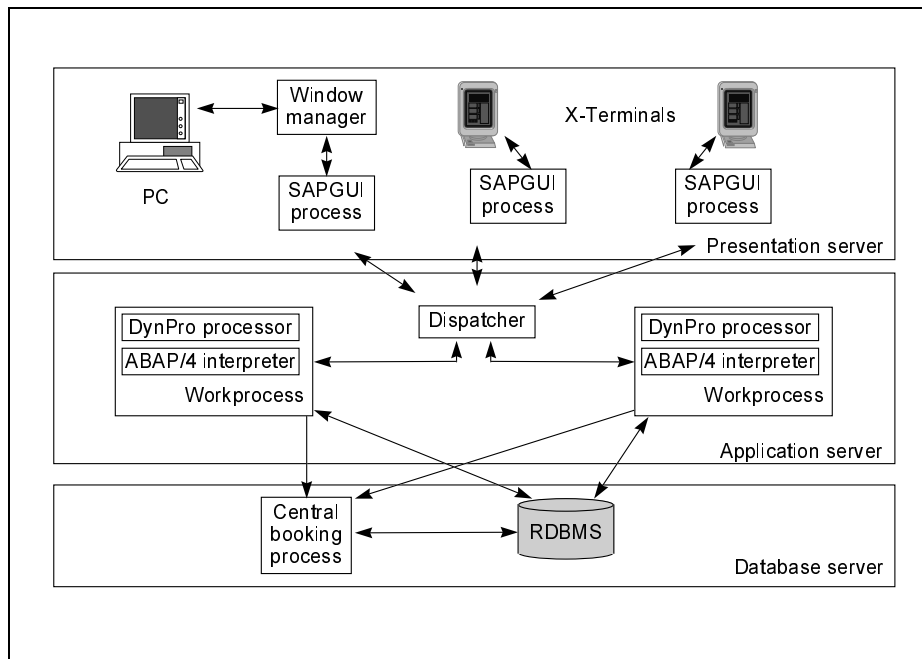 Window
manager
X-Terminals
PC
SAPGUI
process
SAPGUI
process
SAPGUI
process
Presentation server
Dispatcher
DynPro processor
ABAP/4 interpreter
Workprocess
DynPro processor
ABAP/4 interpreter
Workprocess
Application server
Central
booking
process
RDBMS
Database server